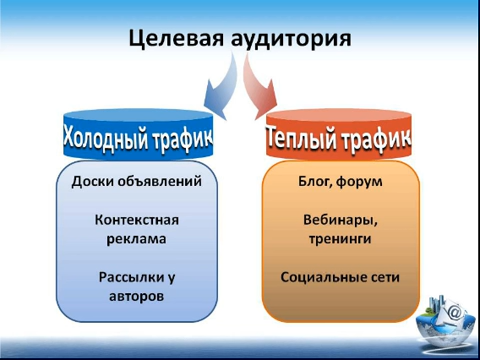 Целевая аудитория
Холодный трафик
Теплый трафик
Доски объявлений
Контекстная
реклама
Рассылки у
авторов
Блог, форум
Вебинары,
тренинги
Социальные сети
@